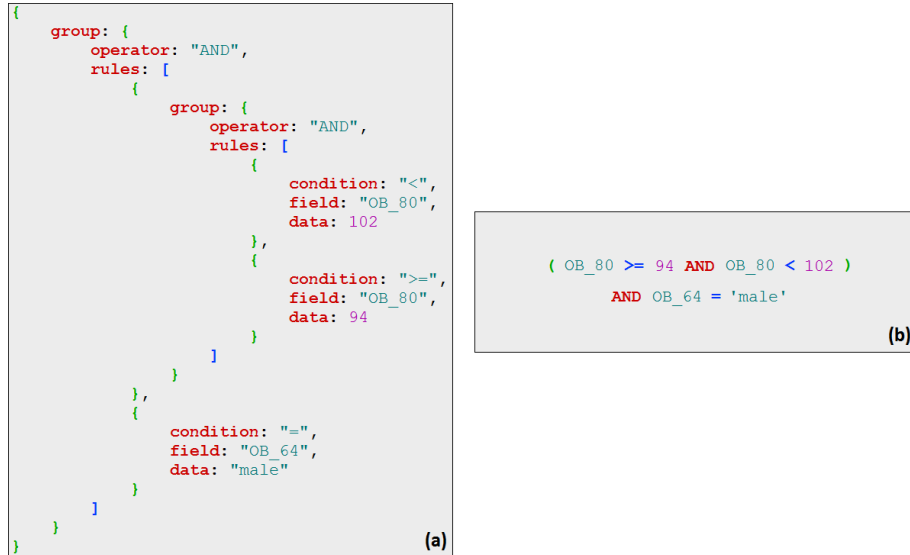 {
    group: {
        operator: "AND",
        rules: [
            {
                group: {
                    operator: "AND",
                    rules: [
                        {
                            condition: "<",
                            field: "OB_80",
                            data: 102
                        },
                        {
                            condition: ">=",
                            field: "OB_80",
                            data: 94
                        }
                    ]
                }
            },
            {
                condition: "=",
                field: "OB_64",
                data: "male"
            }
        ]
    }
}
(a)
( OB_80 >= 94 AND OB_80 < 102 )
AND OB_64 = 'male'
(b)